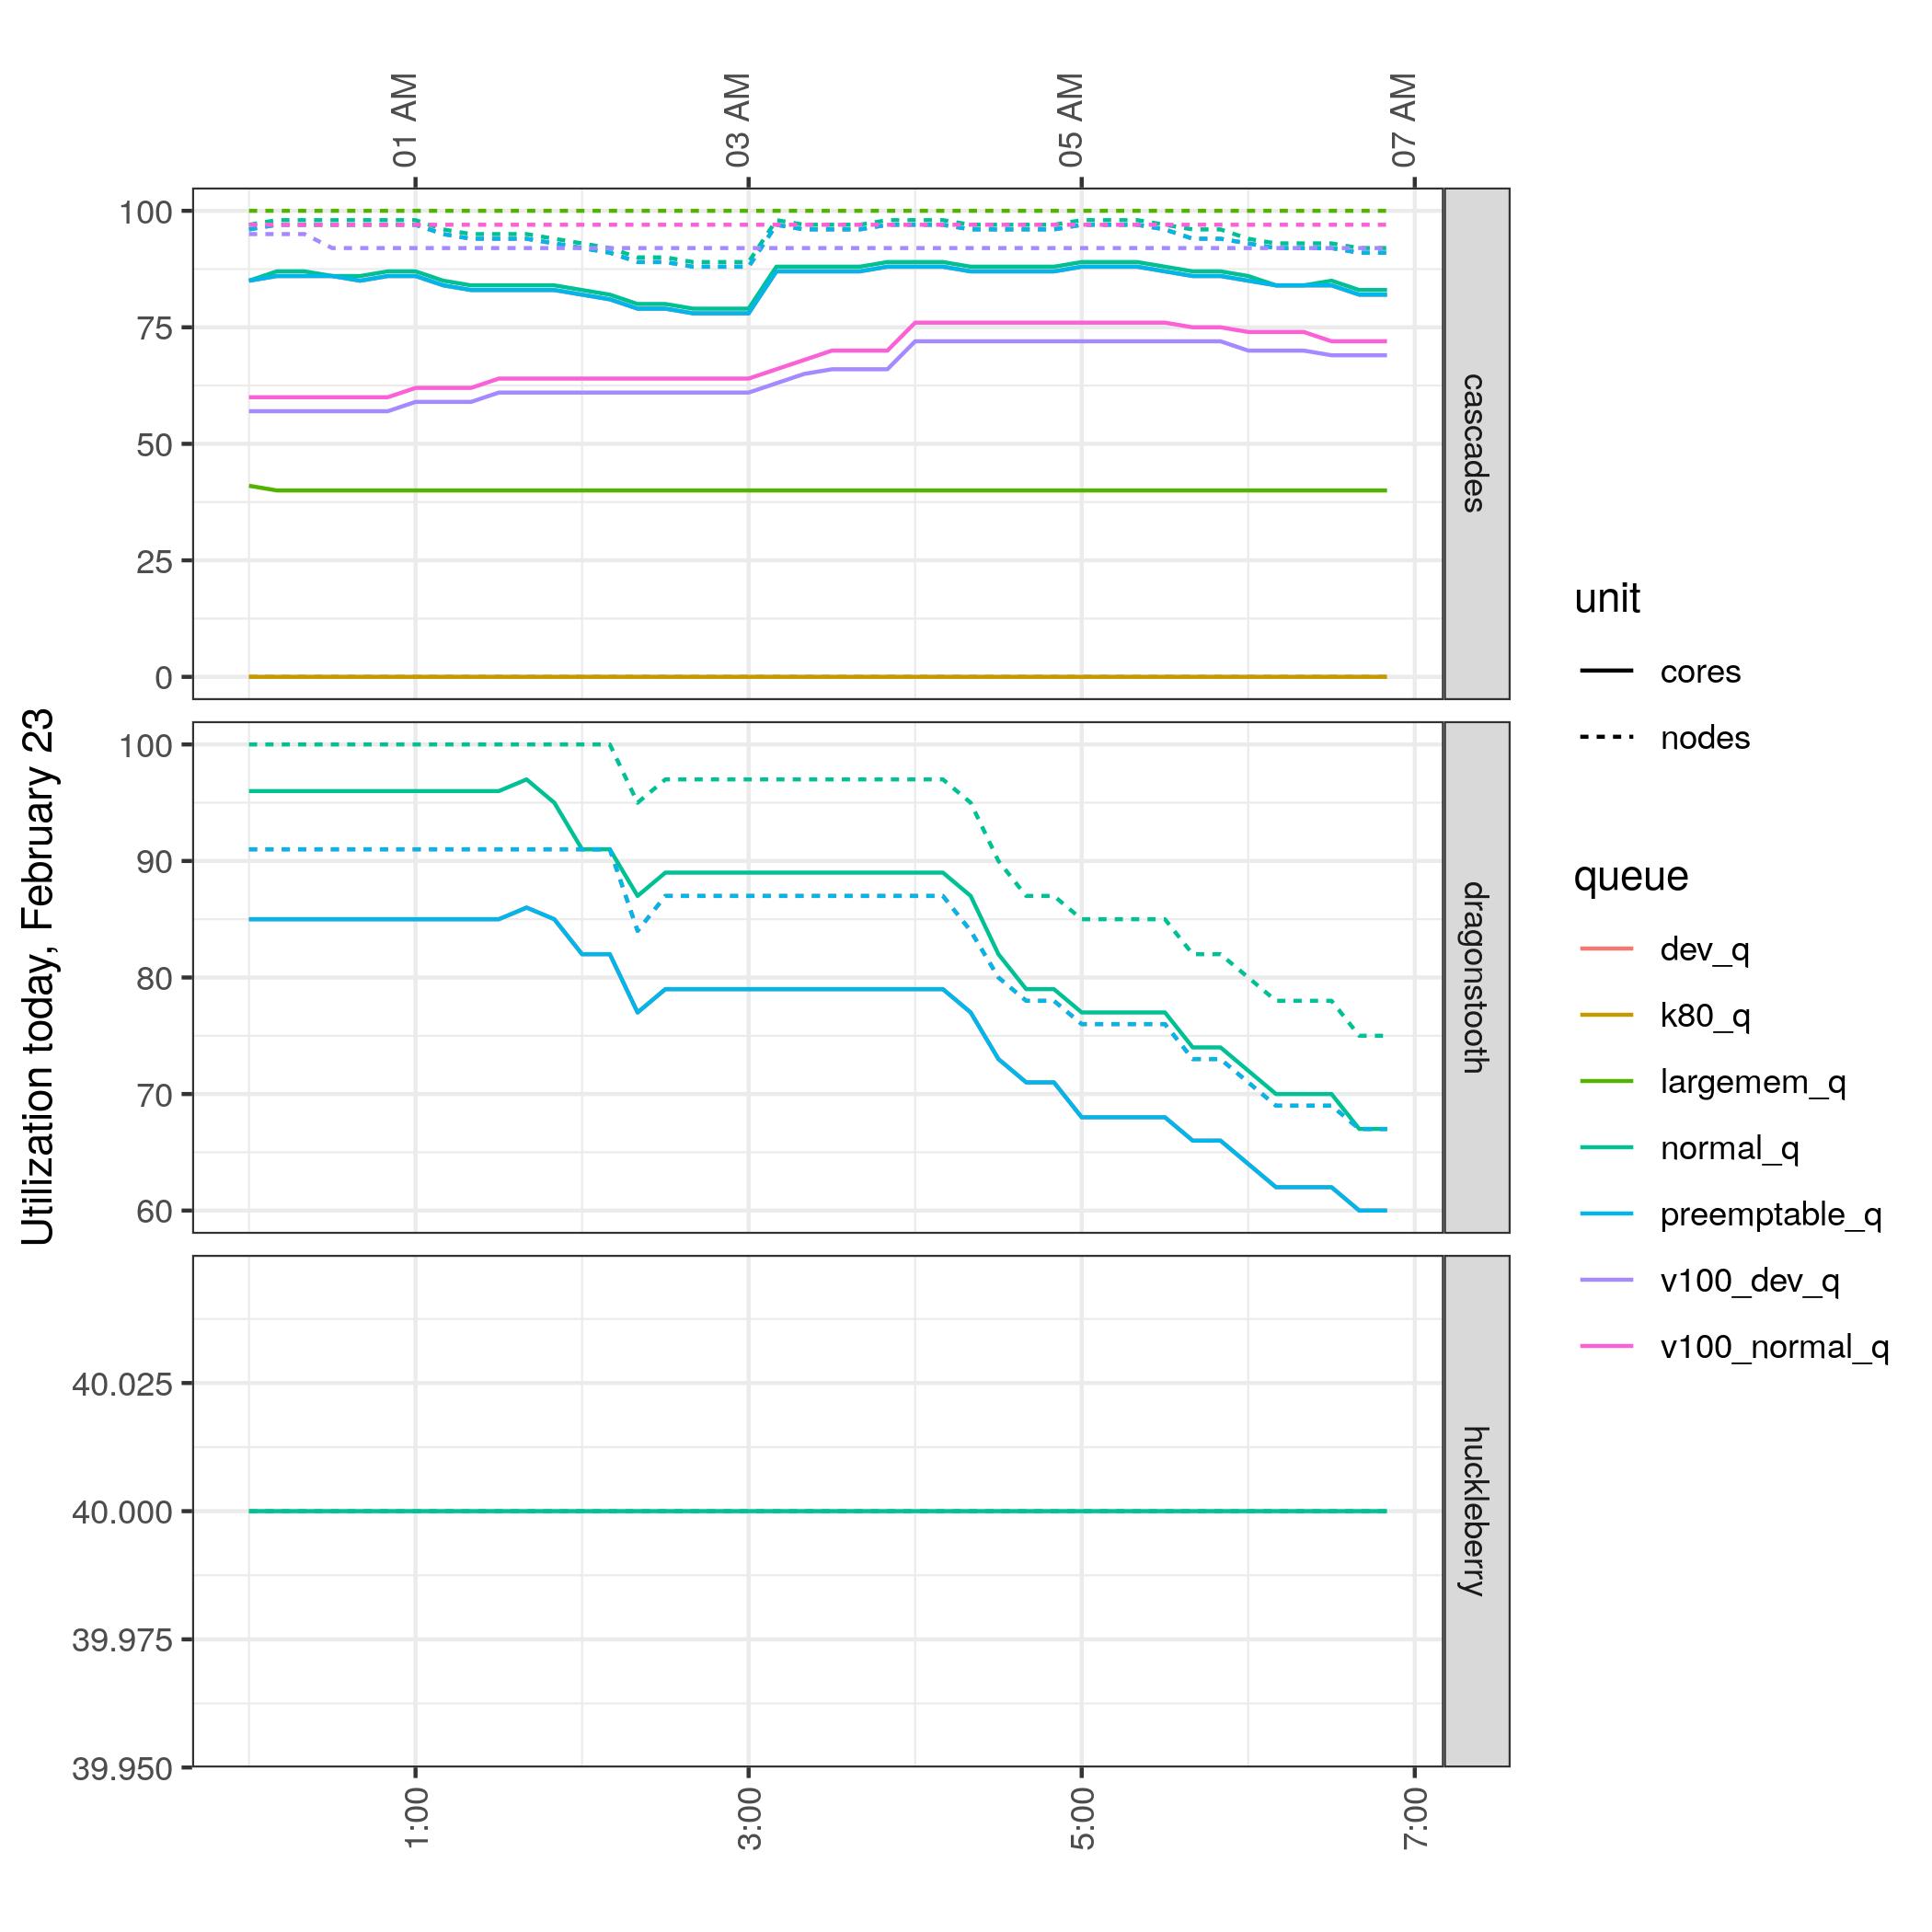 01 AM
03 AM
05 AM
07 AM
Utilization today, February 23
100
75
50
25
0
cascades
100
90
80
70
60
dragonstooth
40.025
40.000
39.975
39.950
huckleberry
1:00
3:00
5:00
7:00
unit
cores
nodes
queue
dev_q
k80_q
largemem_q
normal_q
preemptable_q
v100_dev_q
v100_normal_q